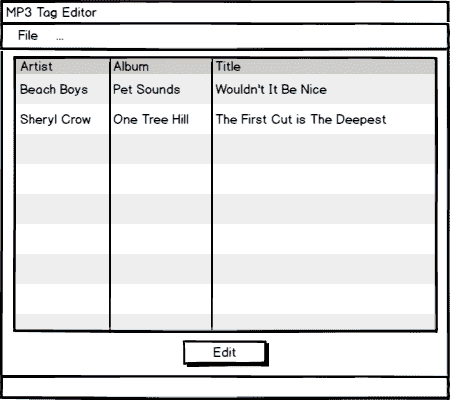 MP3 Tag Editor
File ...
Artist Album Title
Beach Boys Pet Sounds Wouldn't It Be Nice
Sheryl Crow One Tree Hill The First Cut is The Deepest
Edit